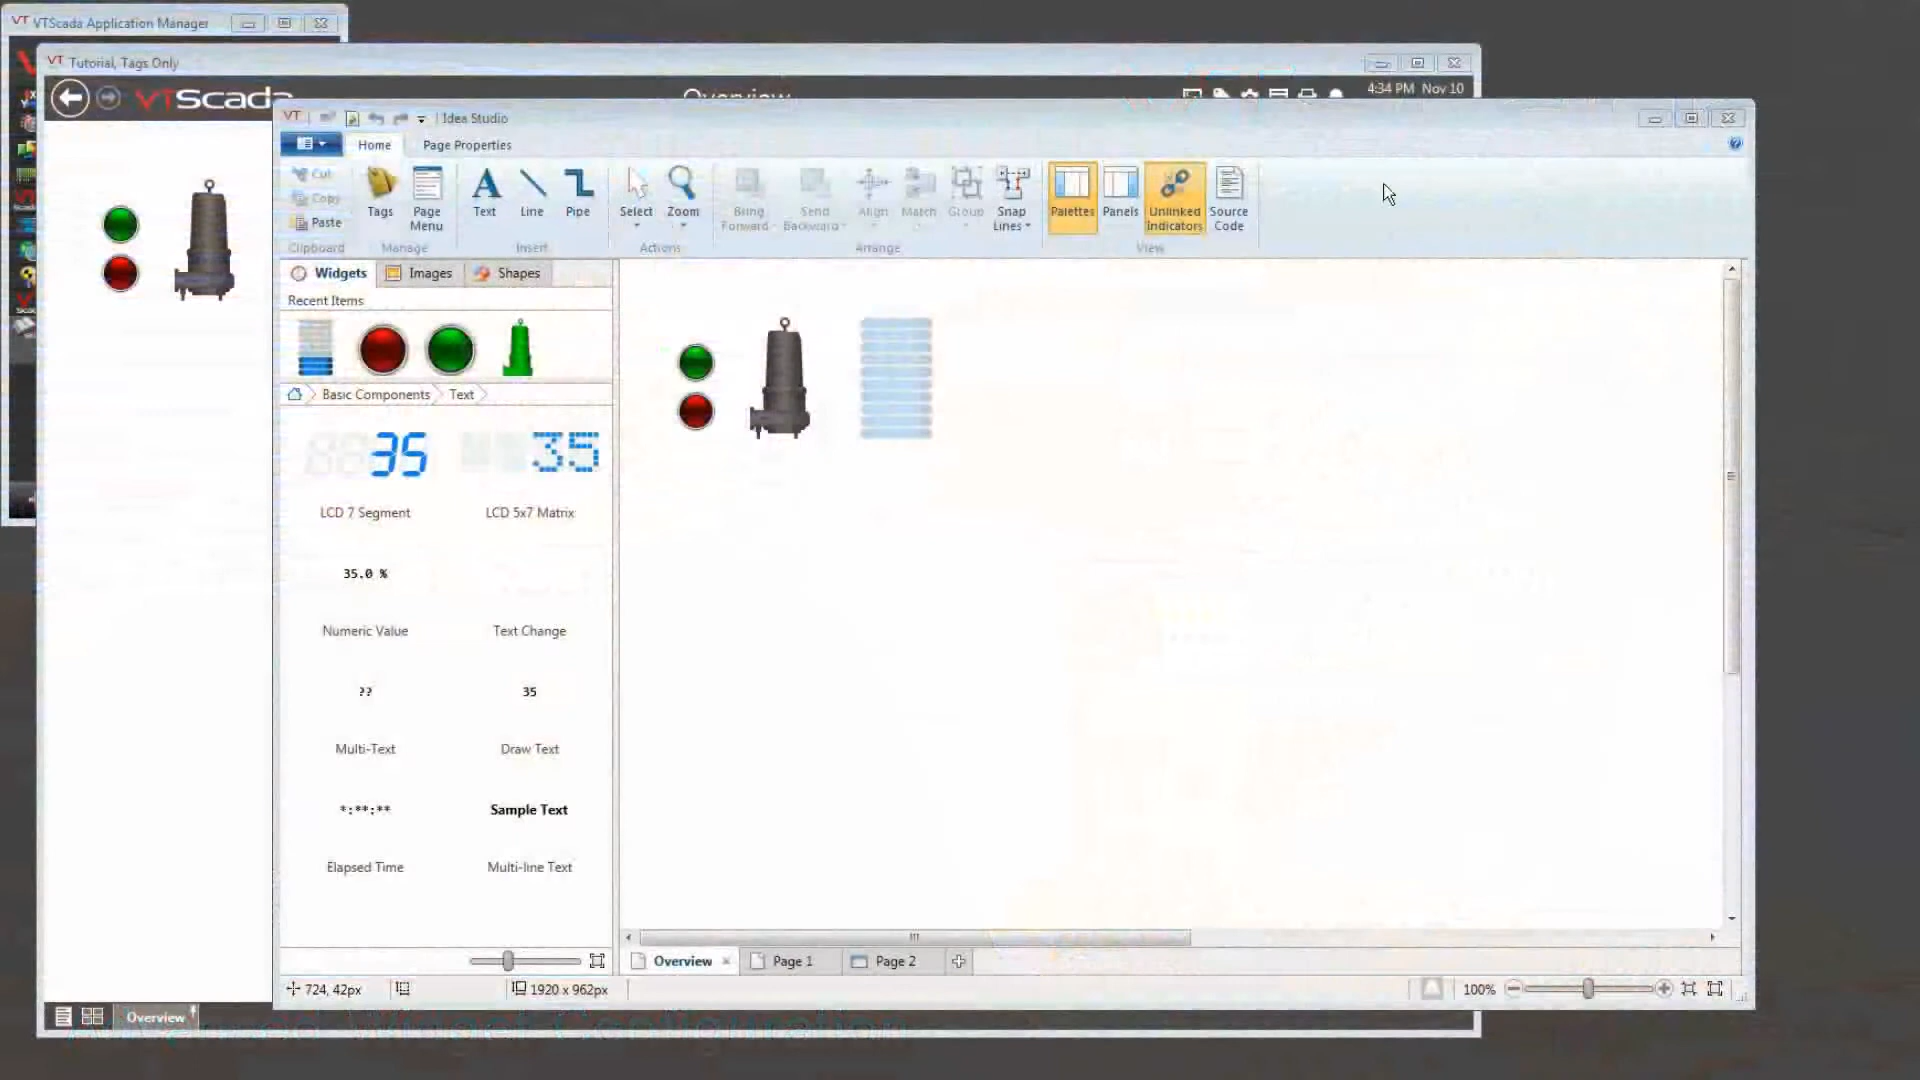 VTScada Application Manager
Tutorial, Tags Only
VTScada
Overview
4:34 PM Nov 10
Idea Studio
Home
Page Properties
Cut
Copy
Paste
Clipboard
Tags
Page Menu
Manage
Text
Line
Pipe
Insert
Select
Zoom
Actions
Bring Forward
Send Backward
Align
Match
Group
Snap Lines
Arrange
Palettes
Panels
Unlinked Indicators
Source Code
View
Widgets
Images
Shapes
Recent Items
Basic Components
Text
35
35
LCD 7 Segment
LCD 5x7 Matrix
35.0 %
Numeric Value
Text Change
??
35
Multi-Text
Draw Text
*:**:**
Sample Text
Elapsed Time
Multi-line Text
Overview
Page 1
Page 2
724, 42px
1920 x 962px
100%
Overview